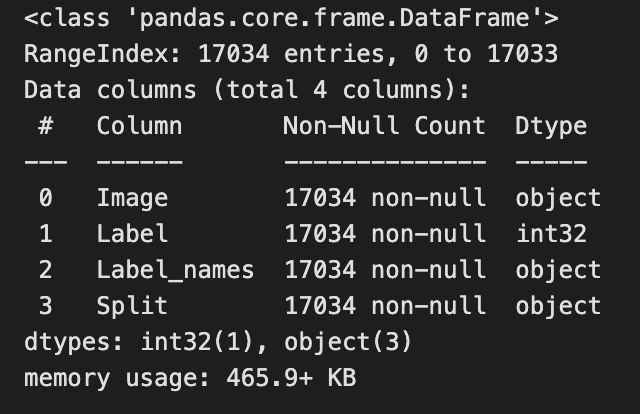 <class 'pandas.core.frame.DataFrame'>
RangeIndex: 17034 entries, 0 to 17033
Data columns (total 4 columns):
 #   Column       Non-Null Count  Dtype
---  ------       --------------  -----
 0   Image        17034 non-null  object
 1   Label        17034 non-null  int32
 2   Label_names  17034 non-null  object
 3   Split        17034 non-null  object
dtypes: int32(1), object(3)
memory usage: 465.9+ KB